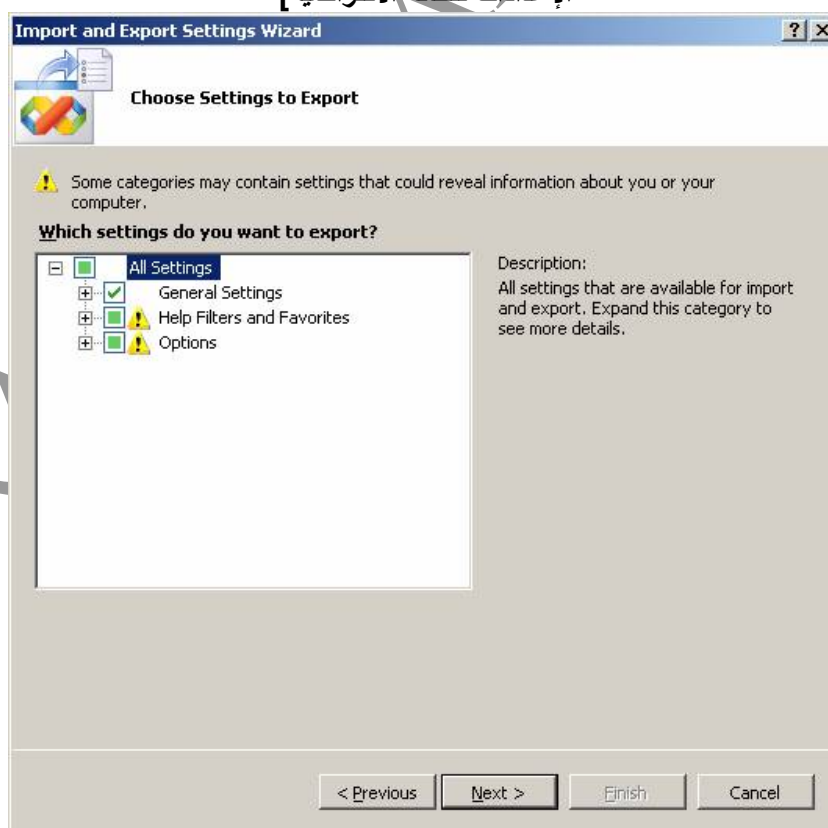 Import and Export Settings Wizard
Choose Settings to Export
Some categories may contain settings that could reveal information about you or your
computer.
Which settings do you want to export?
All Settings
General Settings
Help Filters and Favorites
Options
Description:
All settings that are available for import
and export. Expand this category to
see more details.
< Previous
Next >
Finish
Cancel